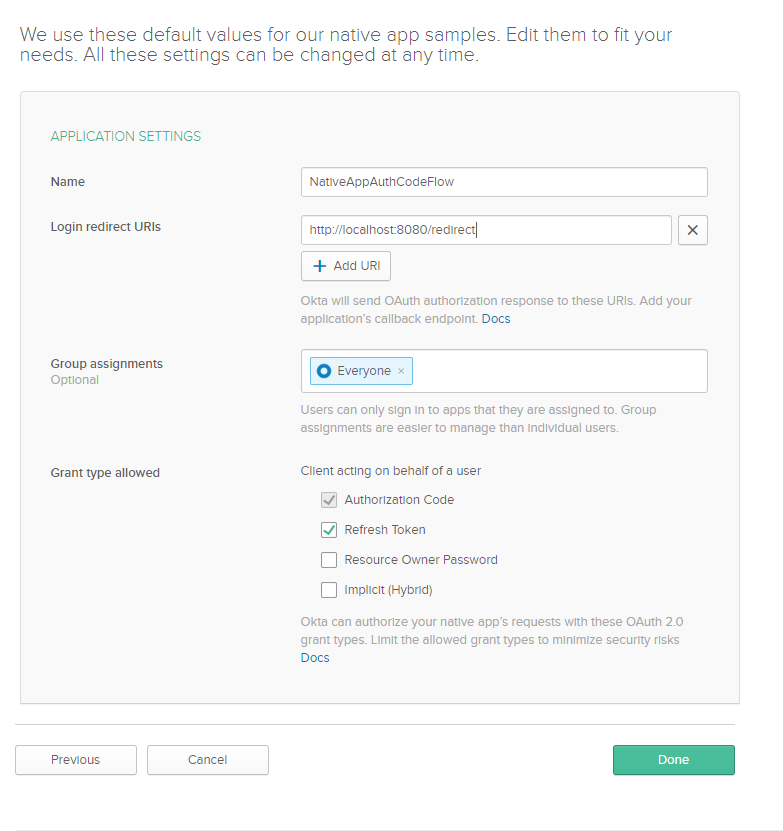 We use these default values for our native app samples. Edit them to fit your
needs. All these settings can be changed at any time.
APPLICATION SETTINGS
Name
NativeAppAuthCodeFlow
Login redirect URIs
http://localhost:8080/redirect
Add URI
Okta will send OAuth authorization response to these URIs. Add your
application's callback endpoint. Docs
Group assignments
Optional
Everyone ×
Users can only sign in to apps that they are assigned to. Group
assignments are easier to manage than individual users.
Grant type allowed
Client acting on behalf of a user
Authorization Code
Refresh Token
Resource Owner Password
Implicit (Hybrid)
Okta can authorize your native app's requests with these OAuth 2.0
grant types. Limit the allowed grant types to minimize security risks
Docs
Previous
Cancel
Done